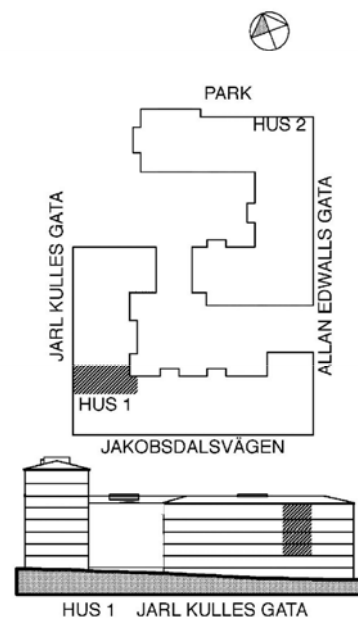 PARK
HUS 2
JARL KULLES GATA
ALLAN EDWALLS GATA
HUS 1
JAKOBSDALSVÄGEN
HUS 1 JARL KULLES GATA